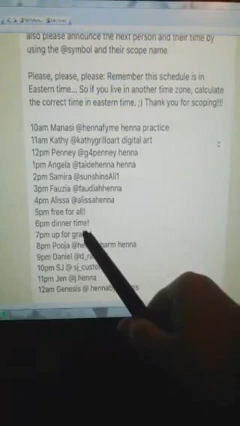 also please announce the next person and their time by
using the @symbol and their scope name.
Please, please, please: Remember this schedule is in
Eastern time... So if you live in another time zone, calculate
the correct time in eastern time. ;) Thank you for scoping!!!
10am Manasi @hennafyme henna practice
11am Kathy @kathygrilloart digital art
12pm Penney @g4penney henna
1pm Angela @taidehenna henna
2pm Samira @sunshinsAli1
3pm Fauzia @faudiahhenna
4pm Alissa @alissahenna
5pm free for all!
6pm dinner time!
7pm up for
8pm Pooja henna
9pm Daniel
10pm SJ
11pm Jen @j.henna
12am Genesis